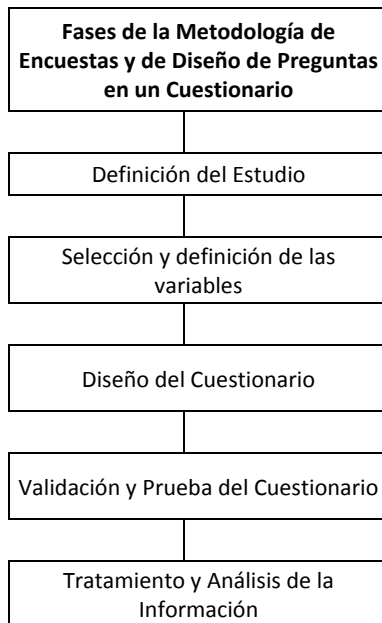 Fases de la Metodología de
Encuestas y de Diseño de Preguntas
en un Cuestionario
Definición del Estudio
Selección y definición de las
variables
Diseño del Cuestionario
Validación y Prueba del Cuestionario
Tratamiento y Análisis de la
Información